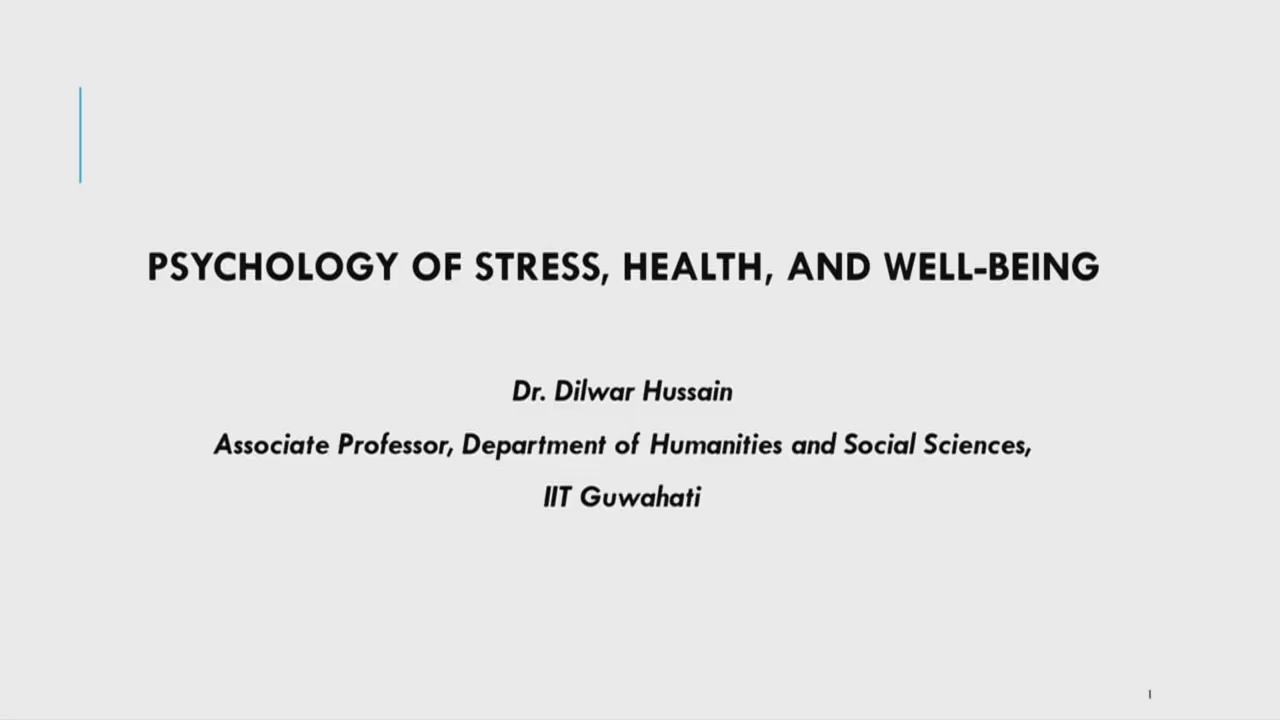 PSYCHOLOGY OF STRESS, HEALTH, AND WELL-BEING
Dr. Dilwar Hussain
Associate Professor, Department of Humanities and Social Sciences,
IIT Guwahati
1